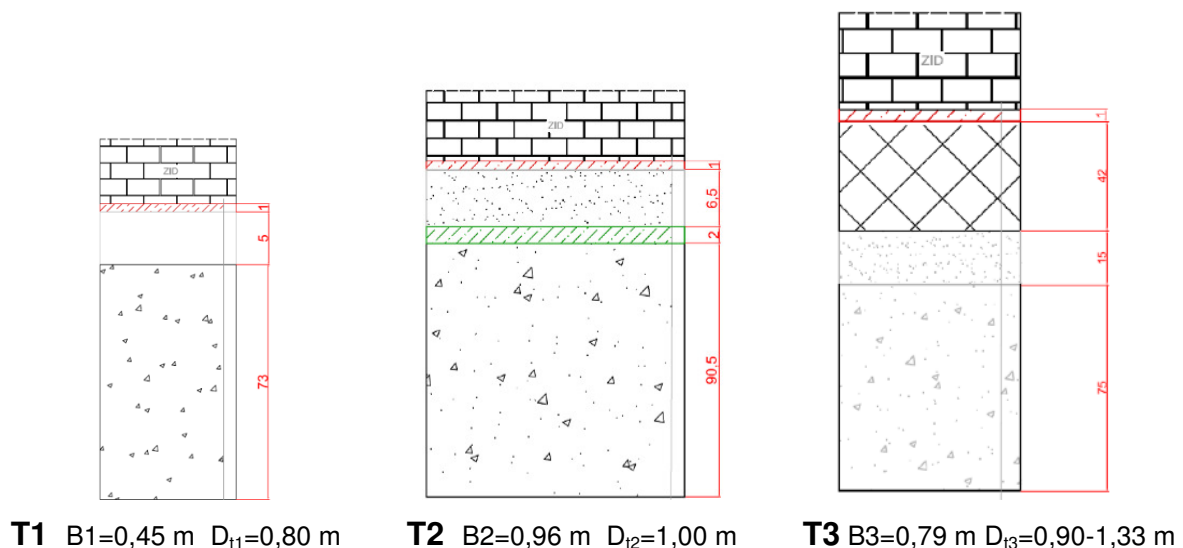 ZID
1
5
73
T1 B1=0,45 m Dt1=0,80 m
ZID
1
6,5
2
90,5
T2 B2=0,96 m Dt2=1,00 m
ZID
1
42
15
75
T3 B3=0,79 m Dt3=0,90-1,33 m